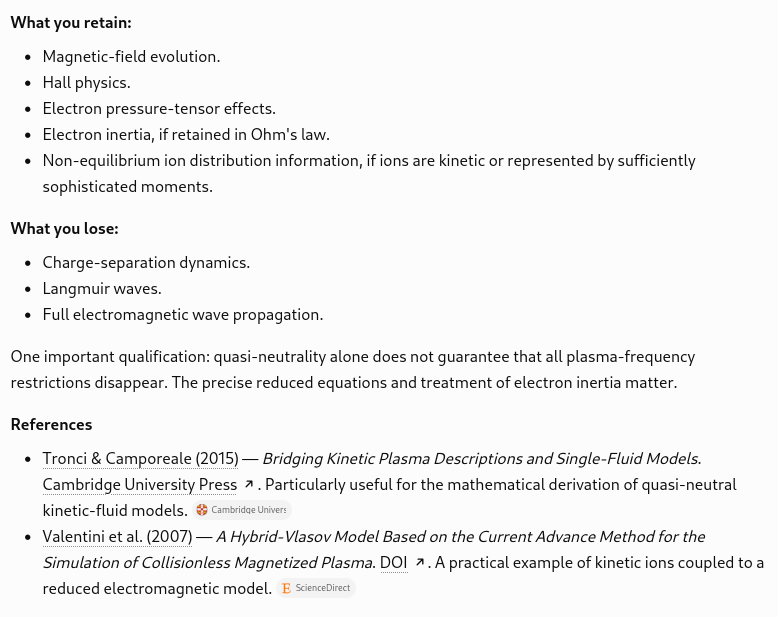 What you retain:
• Magnetic-field evolution.
• Hall physics.
• Electron pressure-tensor effects.
• Electron inertia, if retained in Ohm's law.
• Non-equilibrium ion distribution information, if ions are kinetic or represented by sufficiently
sophisticated moments.
What you lose:
• Charge-separation dynamics.
• Langmuir waves.
• Full electromagnetic wave propagation.
One important qualification: quasi-neutrality alone does not guarantee that all plasma-frequency
restrictions disappear. The precise reduced equations and treatment of electron inertia matter.
References
• Tronci & Camporeale (2015) — Bridging Kinetic Plasma Descriptions and Single-Fluid Models.
Cambridge University Press ↗. Particularly useful for the mathematical derivation of quasi-neutral
kinetic-fluid models. Cambridge Univers
• Valentini et al. (2007) — A Hybrid-Vlasov Model Based on the Current Advance Method for the
Simulation of Collisionless Magnetized Plasma. DOI ↗. A practical example of kinetic ions coupled to a
reduced electromagnetic model. E ScienceDirect